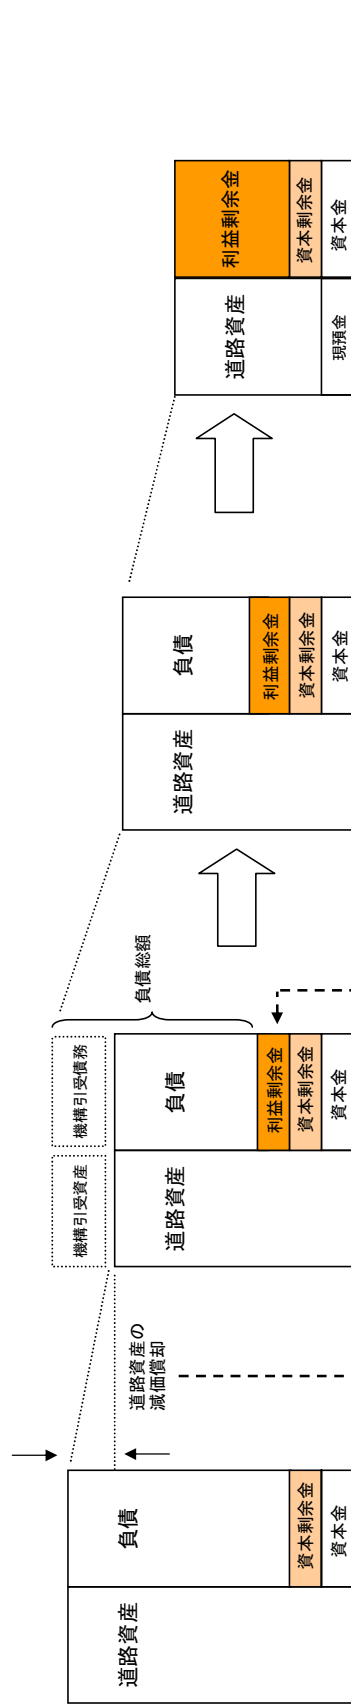 道路資産
負債
資本剰余金
資本金
道路資産の
減価償却
機構引受資産
機構引受債務
道路資産
負債
利益剰余金
資本剰余金
資本金
負債総額
道路資産
負債
利益剰余金
資本剰余金
資本金
道路資産
現預金
利益剰余金
資本剰余金
資本金